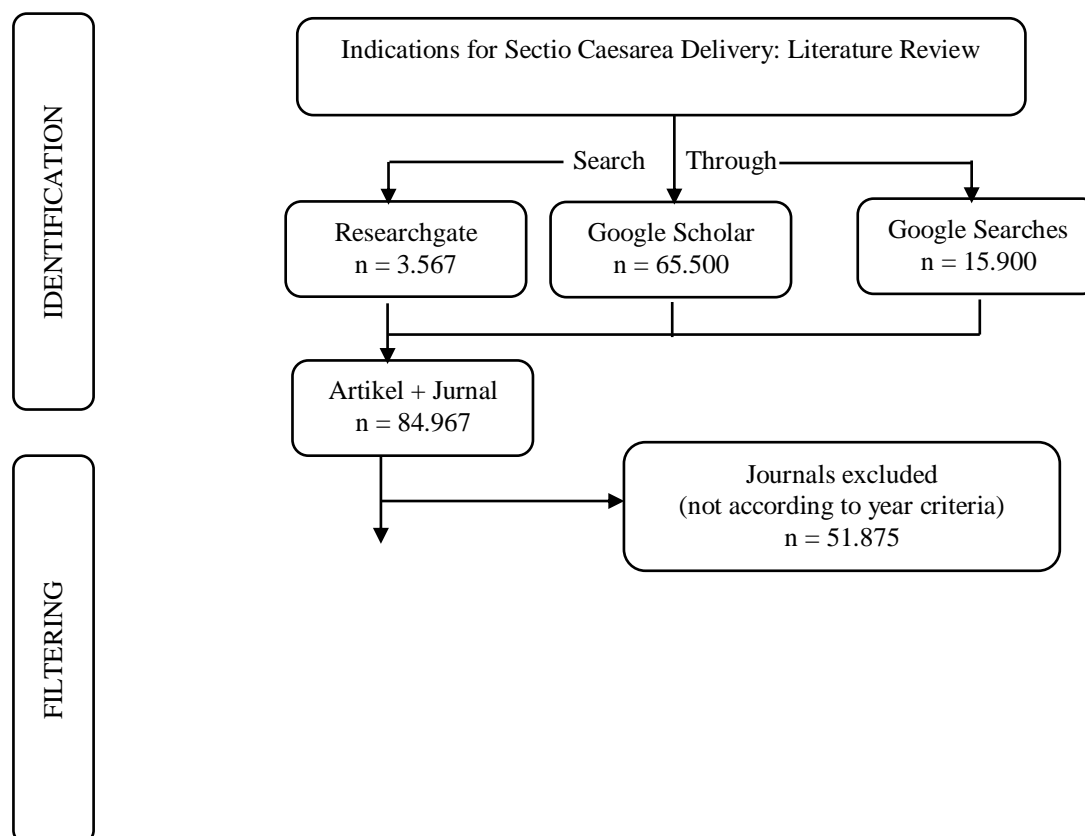 IDENTIFICATION
Indications for Sectio Caesarea Delivery: Literature Review
Search Through
Researchgate
n = 3.567
Google Scholar
n = 65.500
Google Searches
n = 15.900
Artikel + Jurnal
n = 84.967
FILTERING
Journals excluded
(not according to year criteria)
n = 51.875